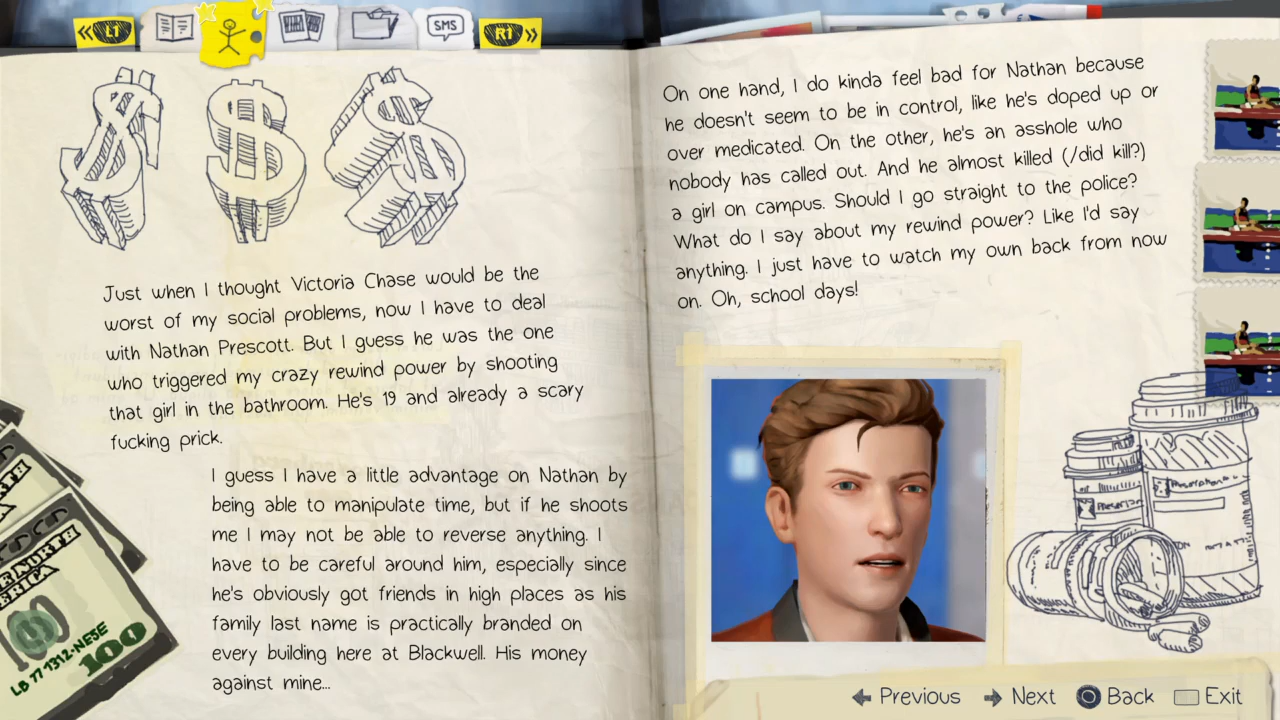 L1
SMS
R1
Just when I thought Victoria Chase would be the
worst of my social problems, now I have to deal
with Nathan Prescott. But I guess he was the one
who triggered my crazy rewind power by shooting
that girl in the bathroom. He's 19 and already a scary
fucking prick.
I guess I have a little advantage on Nathan by
being able to manipulate time, but if he shoots
me I may not be able to reverse anything. I
have to be careful around him, especially since
he's obviously got friends in high places as his
family last name is practically branded on
every building here at Blackwell. His money
against mine...
100
On one hand, I do kinda feel bad for Nathan because
he doesn't seem to be in control, like he's doped up or
over medicated. On the other, he's an asshole who
nobody has called out. And he almost killed (/did kill?)
a girl on campus. Should I go straight to the police?
What do I say about my rewind power? Like I'd say
anything. I just have to watch my own back from now
on. Oh, school days!
Previous
Next
Back
Exit